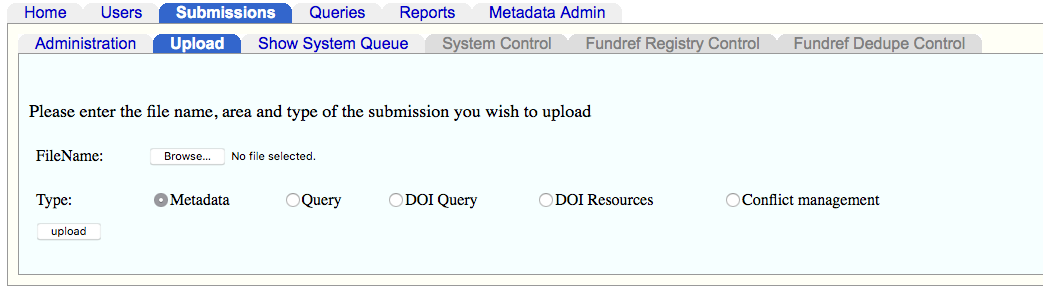 Home Users Submissions Queries Reports Metadata Admin
Administration Upload Show System Queue System Control Fundref Registry Control Fundref Dedupe Control
Please enter the file name, area and type of the submission you wish to upload
FileName: Browse... No file selected.
Type: Metadata Query DOI Query DOI Resources Conflict management
upload